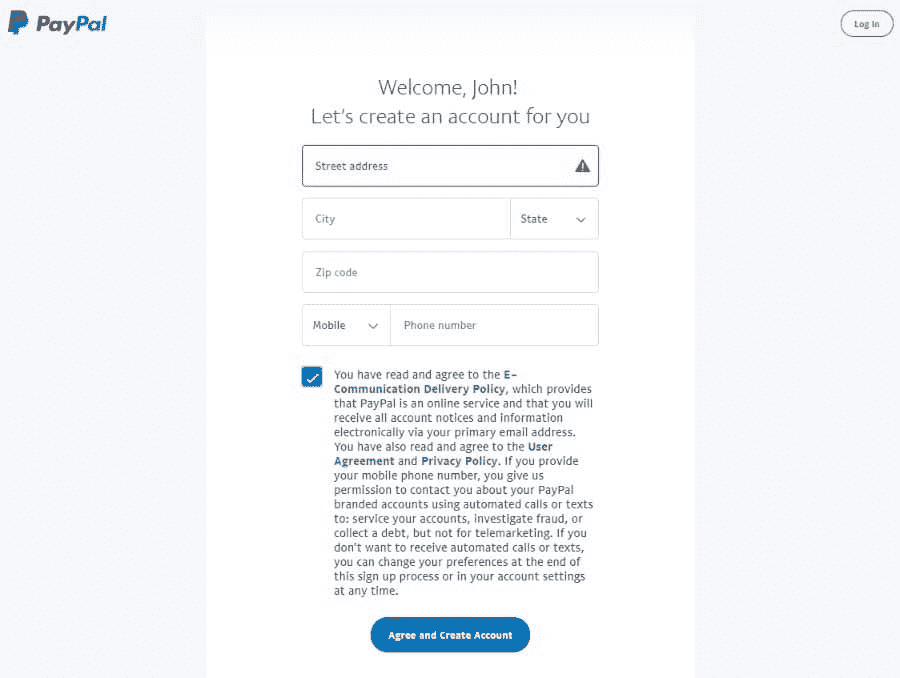 PayPal
Log In
Welcome, John!
Let's create an account for you
Street address
City
State
Zip code
Mobile
Phone number
You have read and agree to the E-
Communication Delivery Policy, which provides
that PayPal is an online service and that you will
receive all account notices and information
electronically via your primary email address.
You have also read and agree to the User
Agreement and Privacy Policy. If you provide
your mobile phone number, you give us
permission to contact you about your PayPal
branded accounts using automated calls or texts
to: service your accounts, investigate fraud, or
collect a debt, but not for telemarketing. If you
don't want to receive automated calls or texts,
you can change your preferences at the end of
this sign up process or in your account settings
at any time.
Agree and Create Account